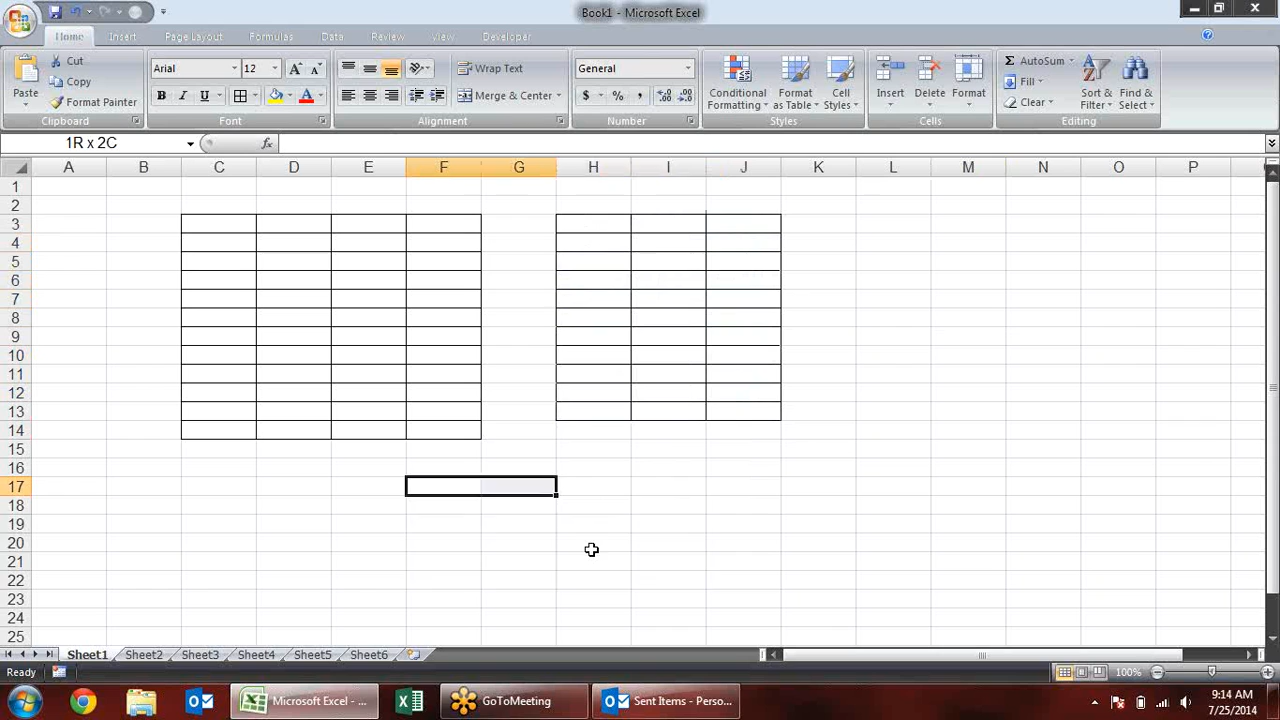 Book1 - Microsoft Excel
Home Insert Page Layout Formulas Data Review View Developer
Paste
Cut
Copy
Format Painter
Clipboard
Arial 12
B I U
Font
Wrap Text
Merge & Center
Alignment
General
$ % ,
Number
Conditional Formatting
Format as Table
Cell Styles
Styles
Insert Delete Format
Cells
AutoSum
Fill
Clear
Sort & Filter
Find & Select
Editing
1R x 2C fx
A B C D E F G H I J K L M N O P
1
2
3
4
5
6
7
8
9
10
11
12
13
14
15
16
17
18
19
20
21
22
23
24
25
Sheet1 Sheet2 Sheet3 Sheet4 Sheet5 Sheet6
Ready 100%
Microsoft Excel - ... GoToMeeting Sent Items - Perso...
9:14 AM
7/25/2014